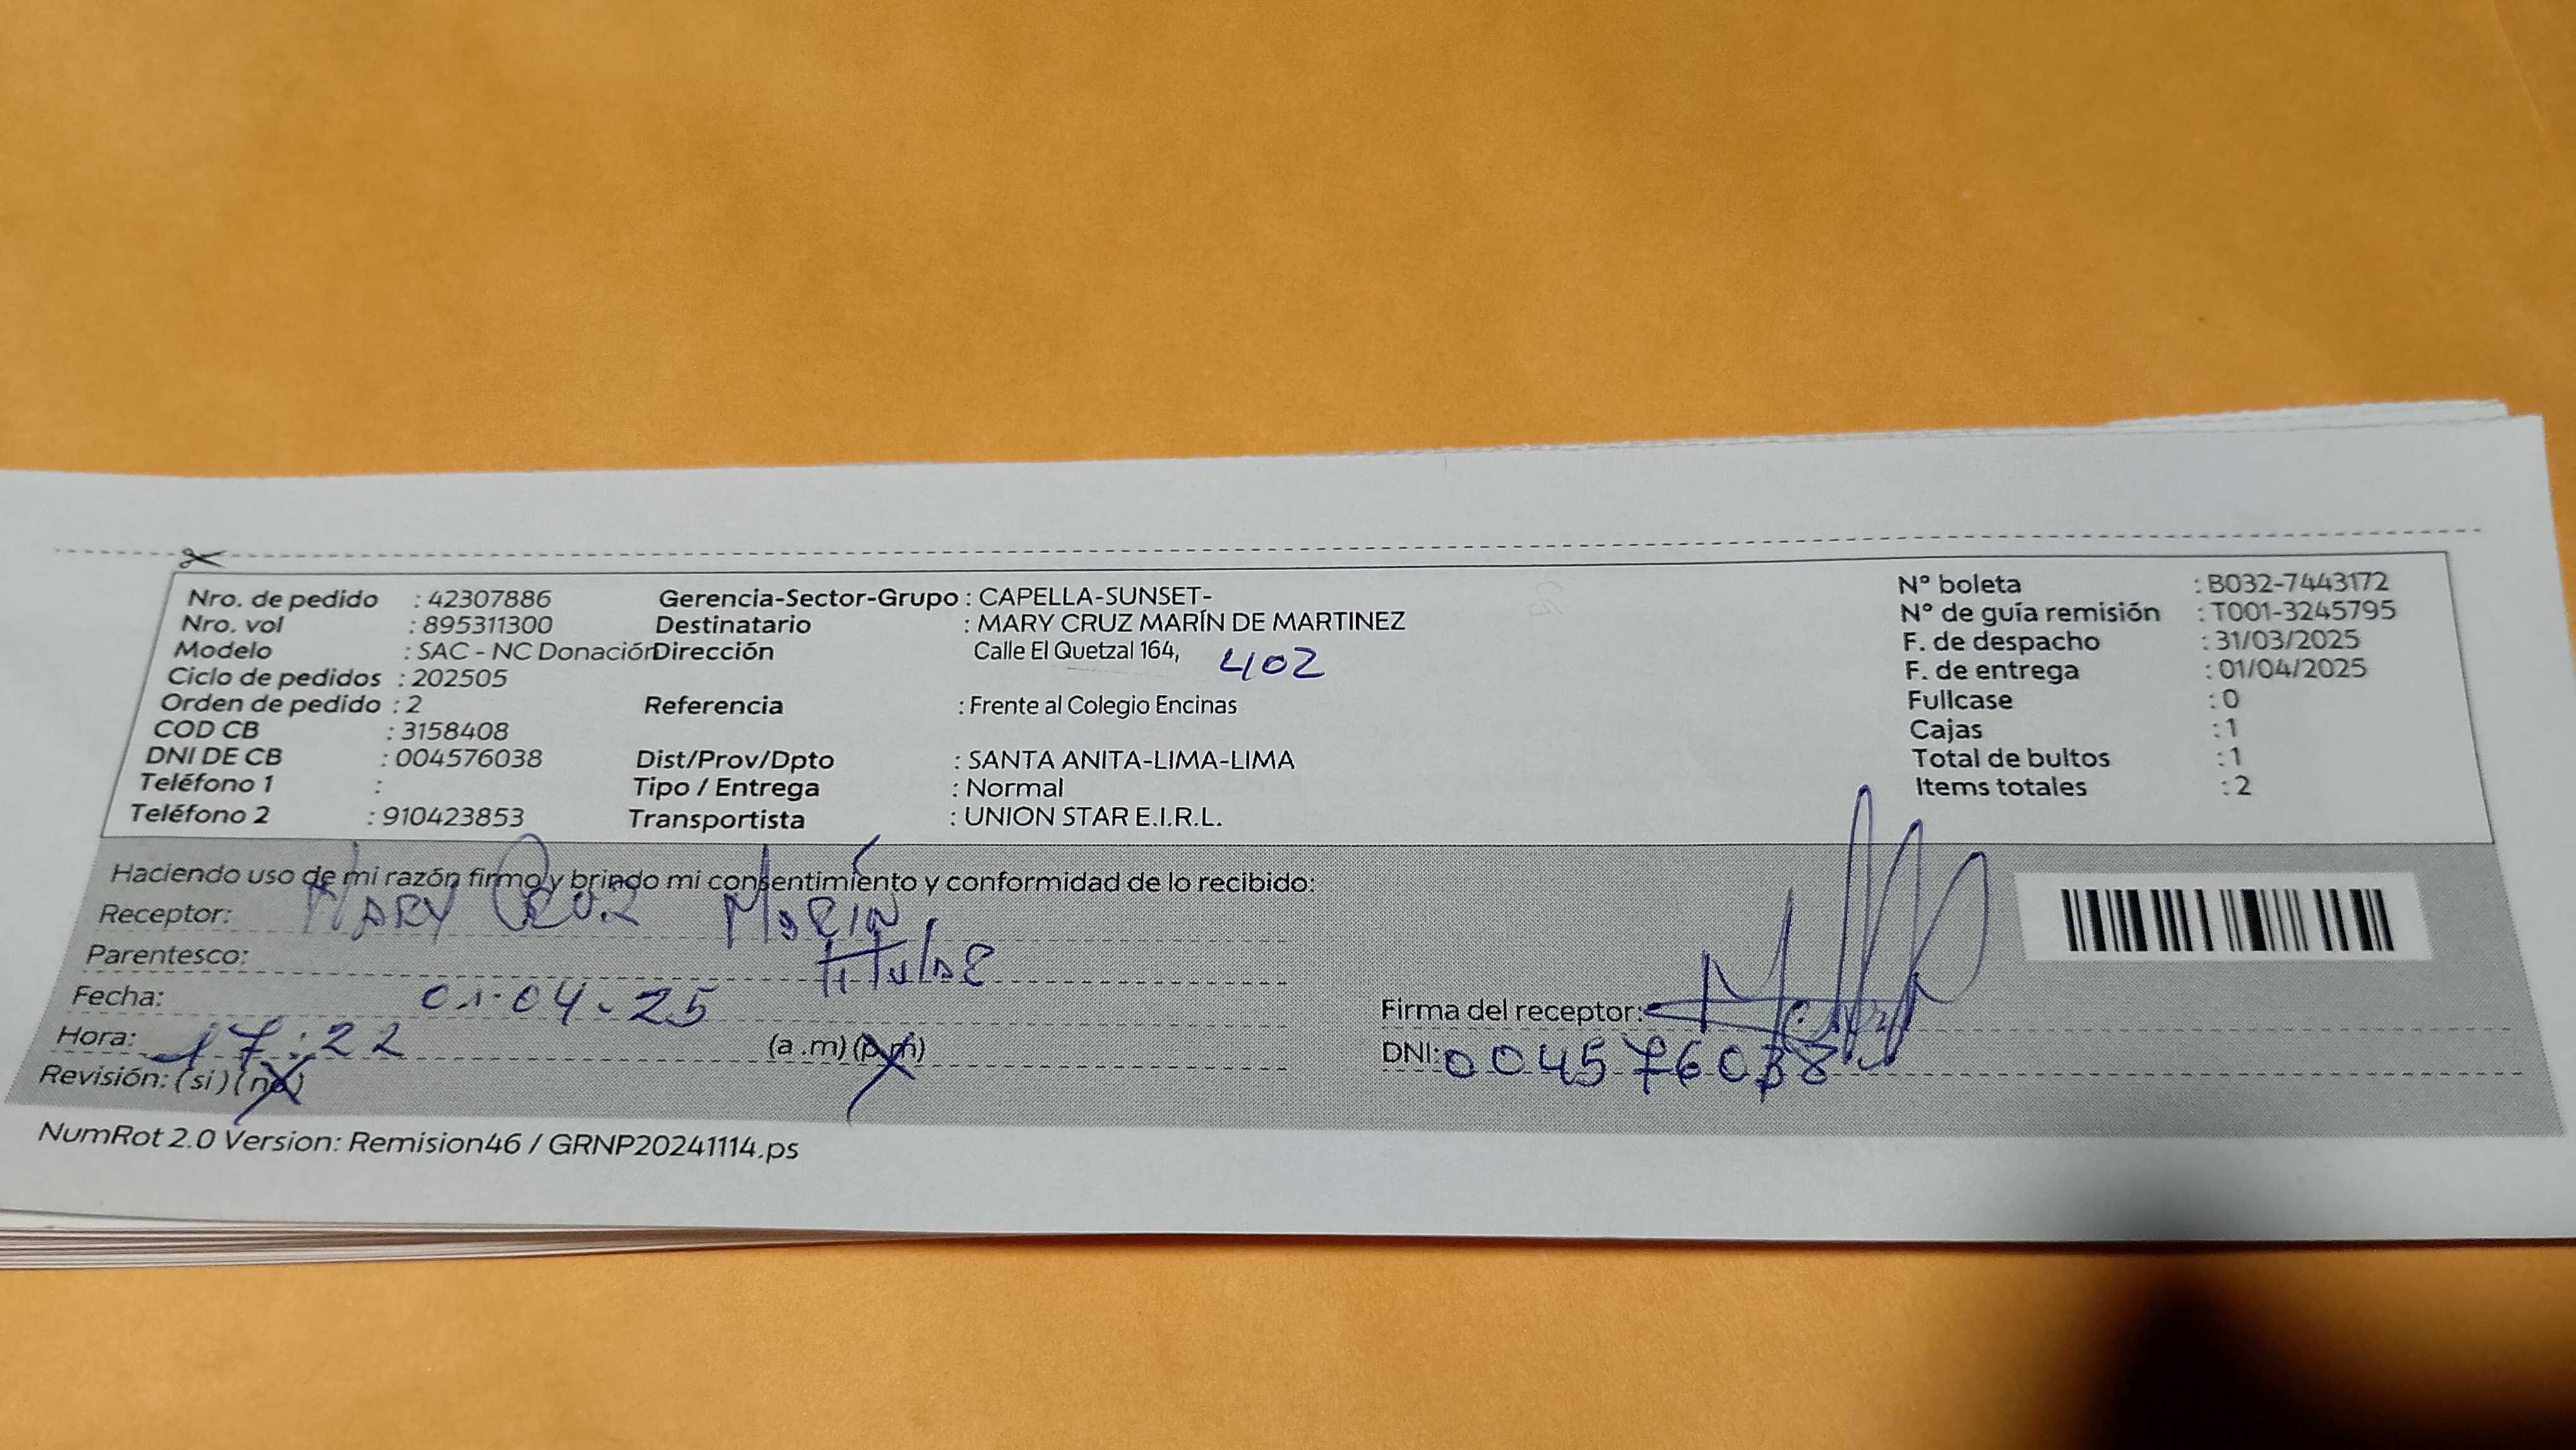 Nro. de pedido : 42307886 Gerencia-Sector-Grupo : CAPELLA-SUNSET- N° boleta : B032-7443172
Nro. vol : 895311300 Destinatario : MARY CRUZ MARÍN DE MARTINEZ N° de guía remisión : T001-3245795
Modelo : SAC - NC Donación Dirección Calle El Quetzal 164, 402 F. de despacho : 31/03/2025
Ciclo de pedidos : 202505 F. de entrega : 01/04/2025
Orden de pedido : 2 Referencia : Frente al Colegio Encinas Fullcase : 0
COD CB : 3158408 Cajas : 1
DNI DE CB : 004576038 Dist/Prov/Dpto : SANTA ANITA-LIMA-LIMA Total de bultos : 1
Teléfono 1 : Tipo / Entrega : Normal Items totales : 2
Teléfono 2 : 910423853 Transportista : UNION STAR E.I.R.L.
Haciendo uso de mi razón firmo y brindo mi consentimiento y conformidad de lo recibido:
Receptor: MARY CRUZ MARÍN
Parentesco: titular
Fecha: 01-04-25 Firma del receptor:
Hora: 17:22 (a .m) (p.m) DNI: 004576038
Revisión: (si) (no)
NumRot 2.0 Version: Remision46 / GRNP20241114.ps